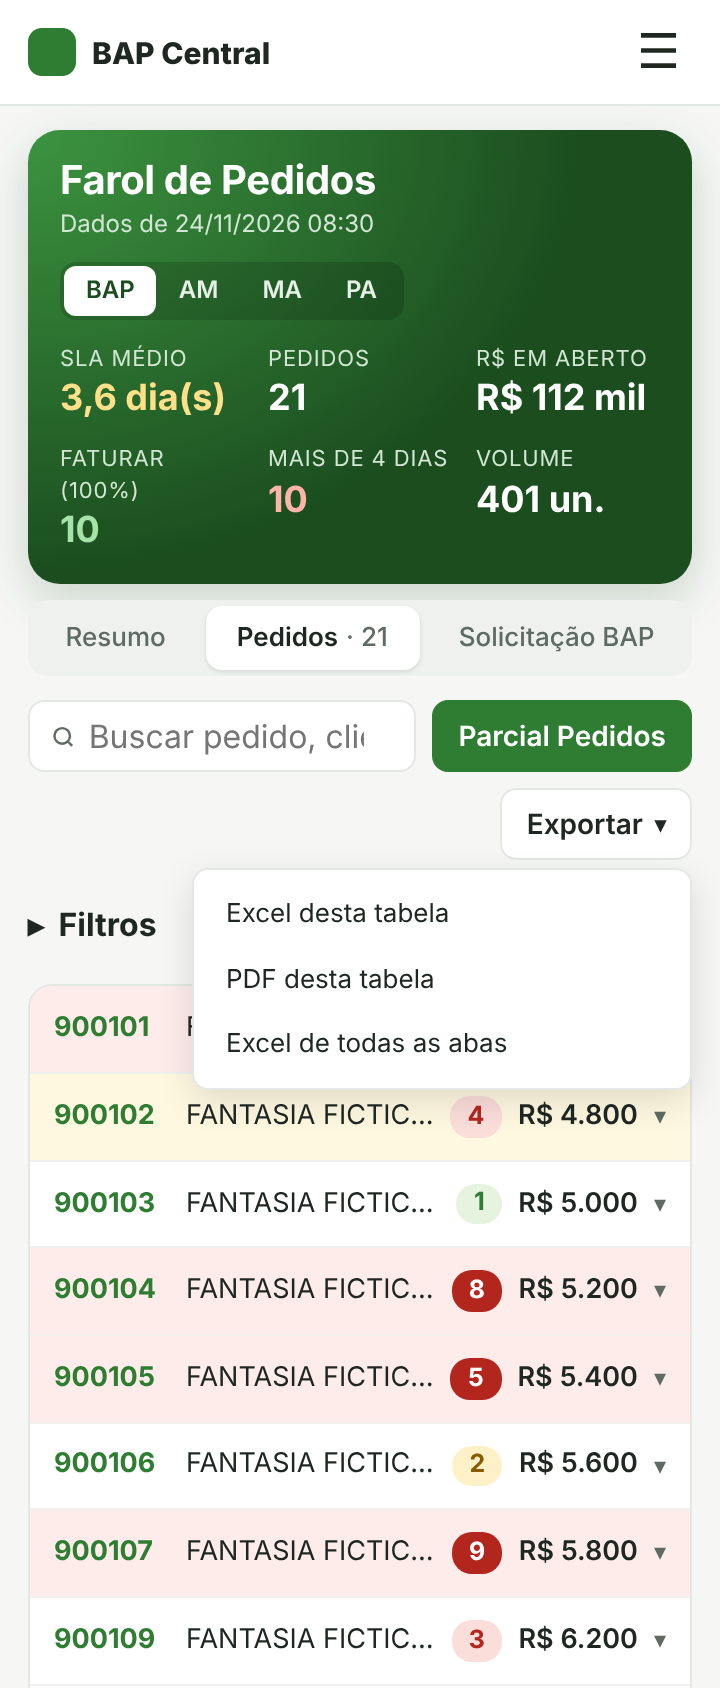 BAP Central
Farol de Pedidos
Dados de 24/11/2026 08:30
BAP AM MA PA
SLA MÉDIO PEDIDOS R$ EM ABERTO
3,6 dia(s) 21 R$ 112 mil
FATURAR (100%) MAIS DE 4 DIAS VOLUME
10 10 401 un.
Resumo Pedidos · 21 Solicitação BAP
Buscar pedido, clie Parcial Pedidos
Exportar ▾
▸ Filtros
Excel desta tabela
PDF desta tabela
Excel de todas as abas
900101
900102 FANTASIA FICTIC... 4 R$ 4.800 ▾
900103 FANTASIA FICTIC... 1 R$ 5.000 ▾
900104 FANTASIA FICTIC... 8 R$ 5.200 ▾
900105 FANTASIA FICTIC... 5 R$ 5.400 ▾
900106 FANTASIA FICTIC... 2 R$ 5.600 ▾
900107 FANTASIA FICTIC... 9 R$ 5.800 ▾
900109 FANTASIA FICTIC... 3 R$ 6.200 ▾